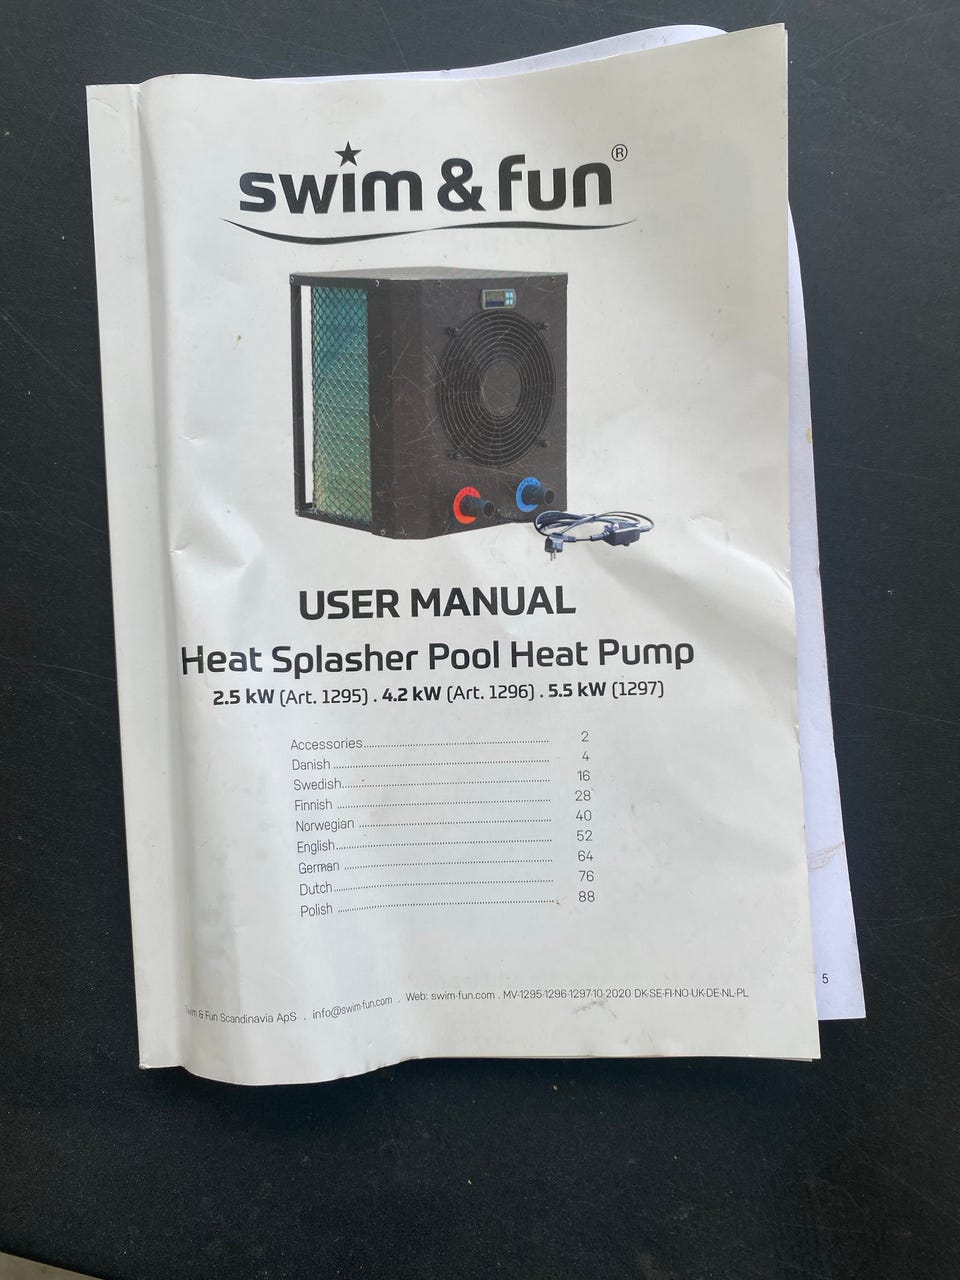 swim & fun®
USER MANUAL
Heat Splasher Pool Heat Pump
2.5 kW (Art. 1295) . 4.2 kW (Art. 1296) . 5.5 kW (1297)
Accessories 2
Danish 4
Swedish 16
Finnish 28
Norwegian 40
English 52
German 64
Dutch 76
Polish 88
Swim & Fun Scandinavia ApS . info@swim-fun.com . Web: swim-fun.com . MV-1295-1296-1297-10-2020 DK-SE-FI-NO-UK-DE-NL-PL
5